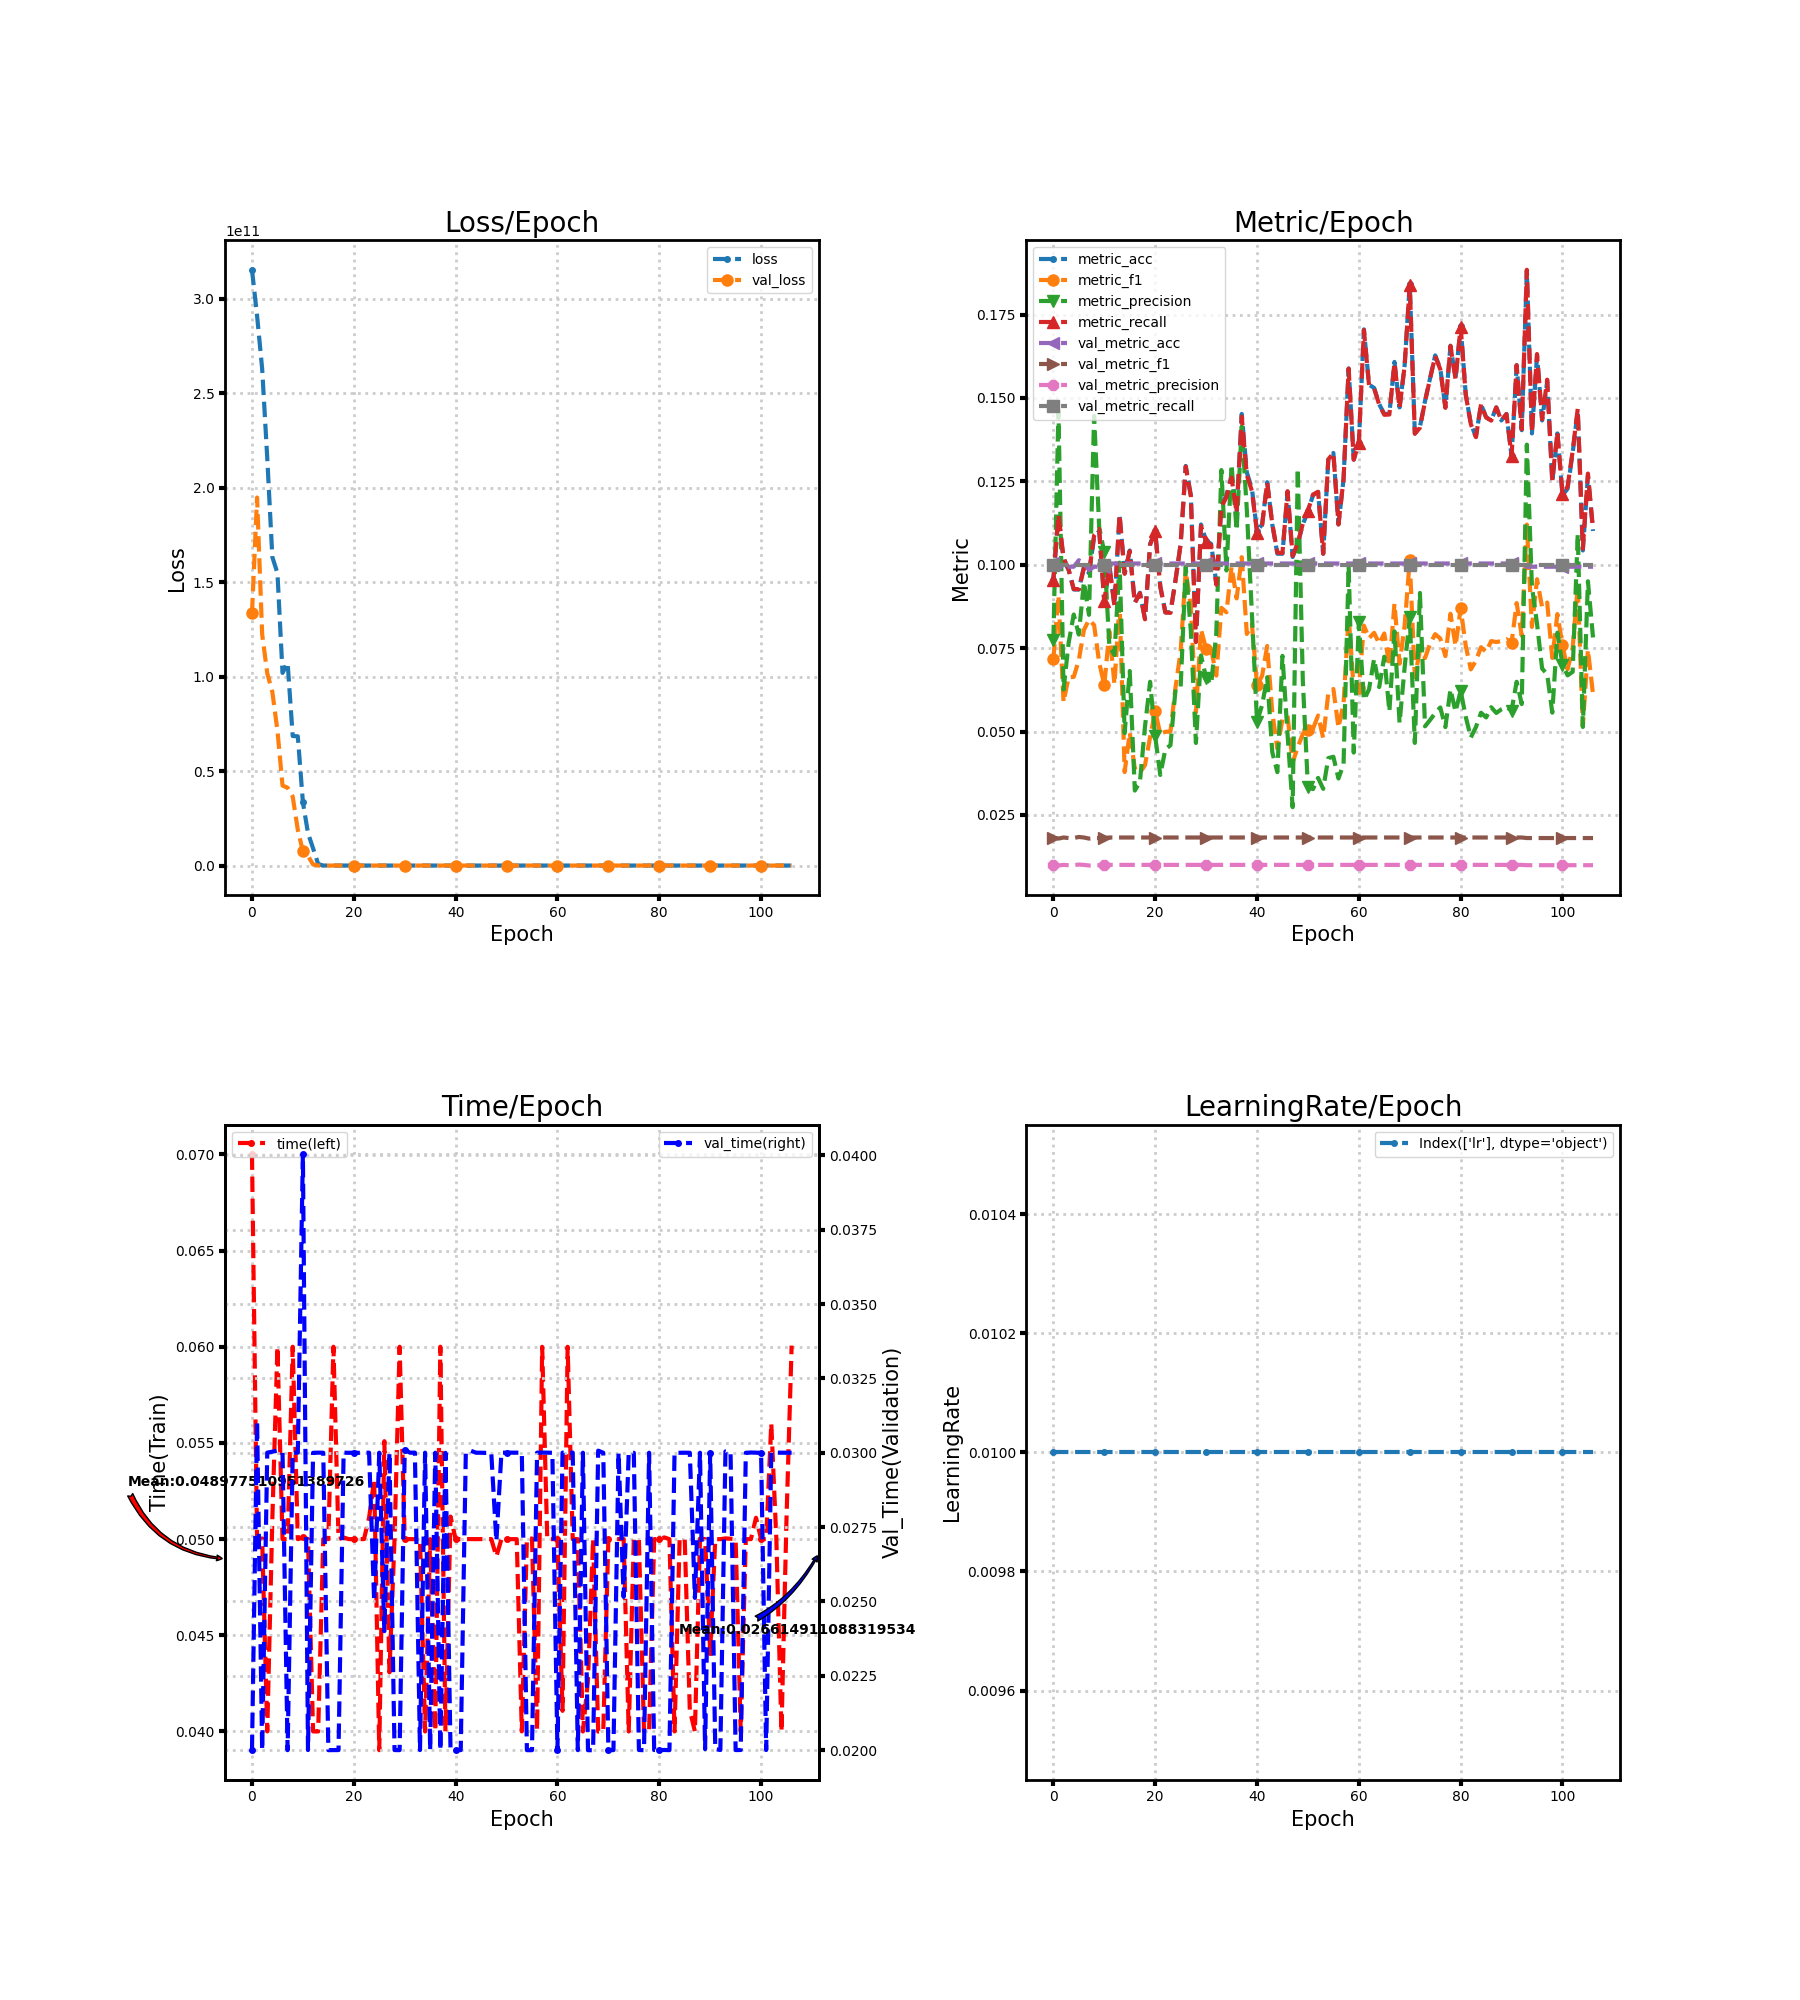 Loss/Epoch
1e11
3.0
2.5
2.0
1.5
1.0
0.5
0.0
Loss
loss
val_loss
0 20 40 60 80 100
Epoch
Metric/Epoch
0.175
0.150
0.125
0.100
0.075
0.050
0.025
Metric
metric_acc
metric_f1
metric_precision
metric_recall
val_metric_acc
val_metric_f1
val_metric_precision
val_metric_recall
0 20 40 60 80 100
Epoch
Time/Epoch
time(left)
val_time(right)
0.070
0.065
0.060
0.055
0.050
0.045
0.040
Time(Train)
Mean:0.048977510951389726
0.0400
0.0375
0.0350
0.0325
0.0300
0.0275
0.0250
0.0225
0.0200
Val_Time(Validation)
Mean:0.026614911088319534
0 20 40 60 80 100
Epoch
LearningRate/Epoch
Index(['lr'], dtype='object')
0.0104
0.0102
0.0100
0.0098
0.0096
LearningRate
0 20 40 60 80 100
Epoch